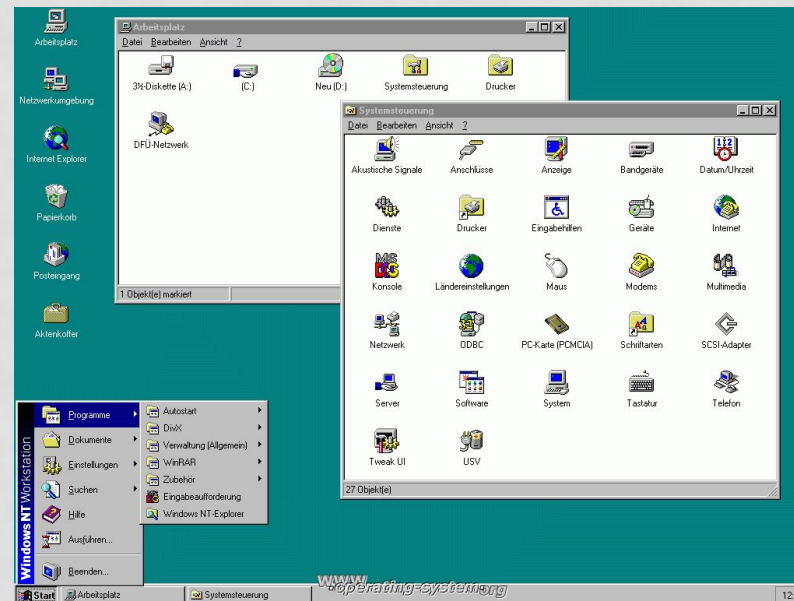 Arbeitsplatz
Netzwerkumgebung
Internet Explorer
Papierkorb
Posteingang
Aktenkoffer
Arbeitsplatz
Datei Bearbeiten Ansicht ?
3½-Diskette (A:) (C:) Neu (D:) Systemsteuerung Drucker
DFÜ-Netzwerk
1 Objekt(e) markiert
Systemsteuerung
Datei Bearbeiten Ansicht ?
Akustische Signale Anschlüsse Anzeige Bandgeräte Datum/Uhrzeit
Dienste Drucker Eingabehilfen Geräte Internet
Konsole Ländereinstellungen Maus Modems Multimedia
Netzwerk ODBC PC-Karte (PCMCIA) Schriftarten SCSI-Adapter
Server Software System Tastatur Telefon
Tweak UI USV
27 Objekt(e)
Windows NT Workstation
Programme
Dokumente
Einstellungen
Suchen
Hilfe
Ausführen...
Beenden...
Autostart
DivX
Verwaltung (Allgemein)
WinRAR
Zubehör
Eingabeaufforderung
Windows NT-Explorer
Start Arbeitsplatz Systemsteuerung 12:
www.operating-system.org